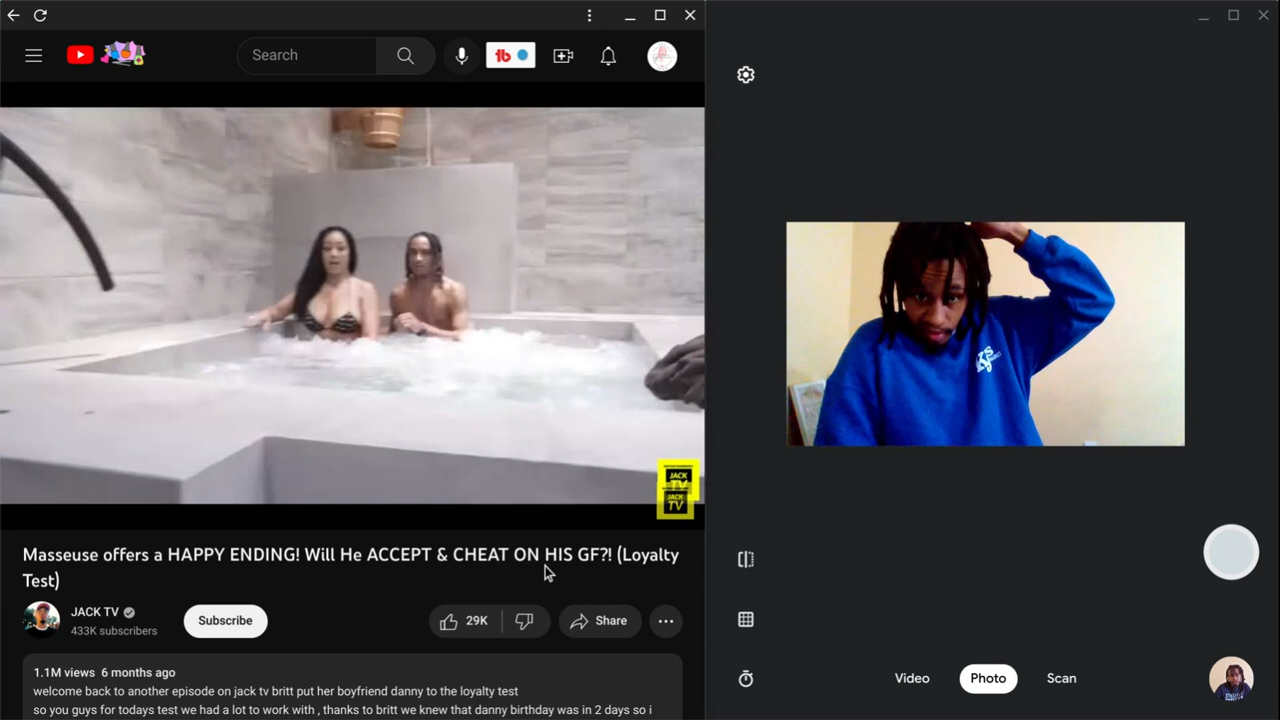 Search
JACK
TV
JACK
TV
Masseuse offers a HAPPY ENDING! Will He ACCEPT & CHEAT ON HIS GF?! (Loyalty
Test)
JACK TV
433K subscribers
Subscribe
29K
Share
1.1M views 6 months ago
welcome back to another episode on jack tv britt put her boyfriend danny to the loyalty test
so you guys for todays test we had a lot to work with , thanks to britt we knew that danny birthday was in 2 days so i
Video
Photo
Scan